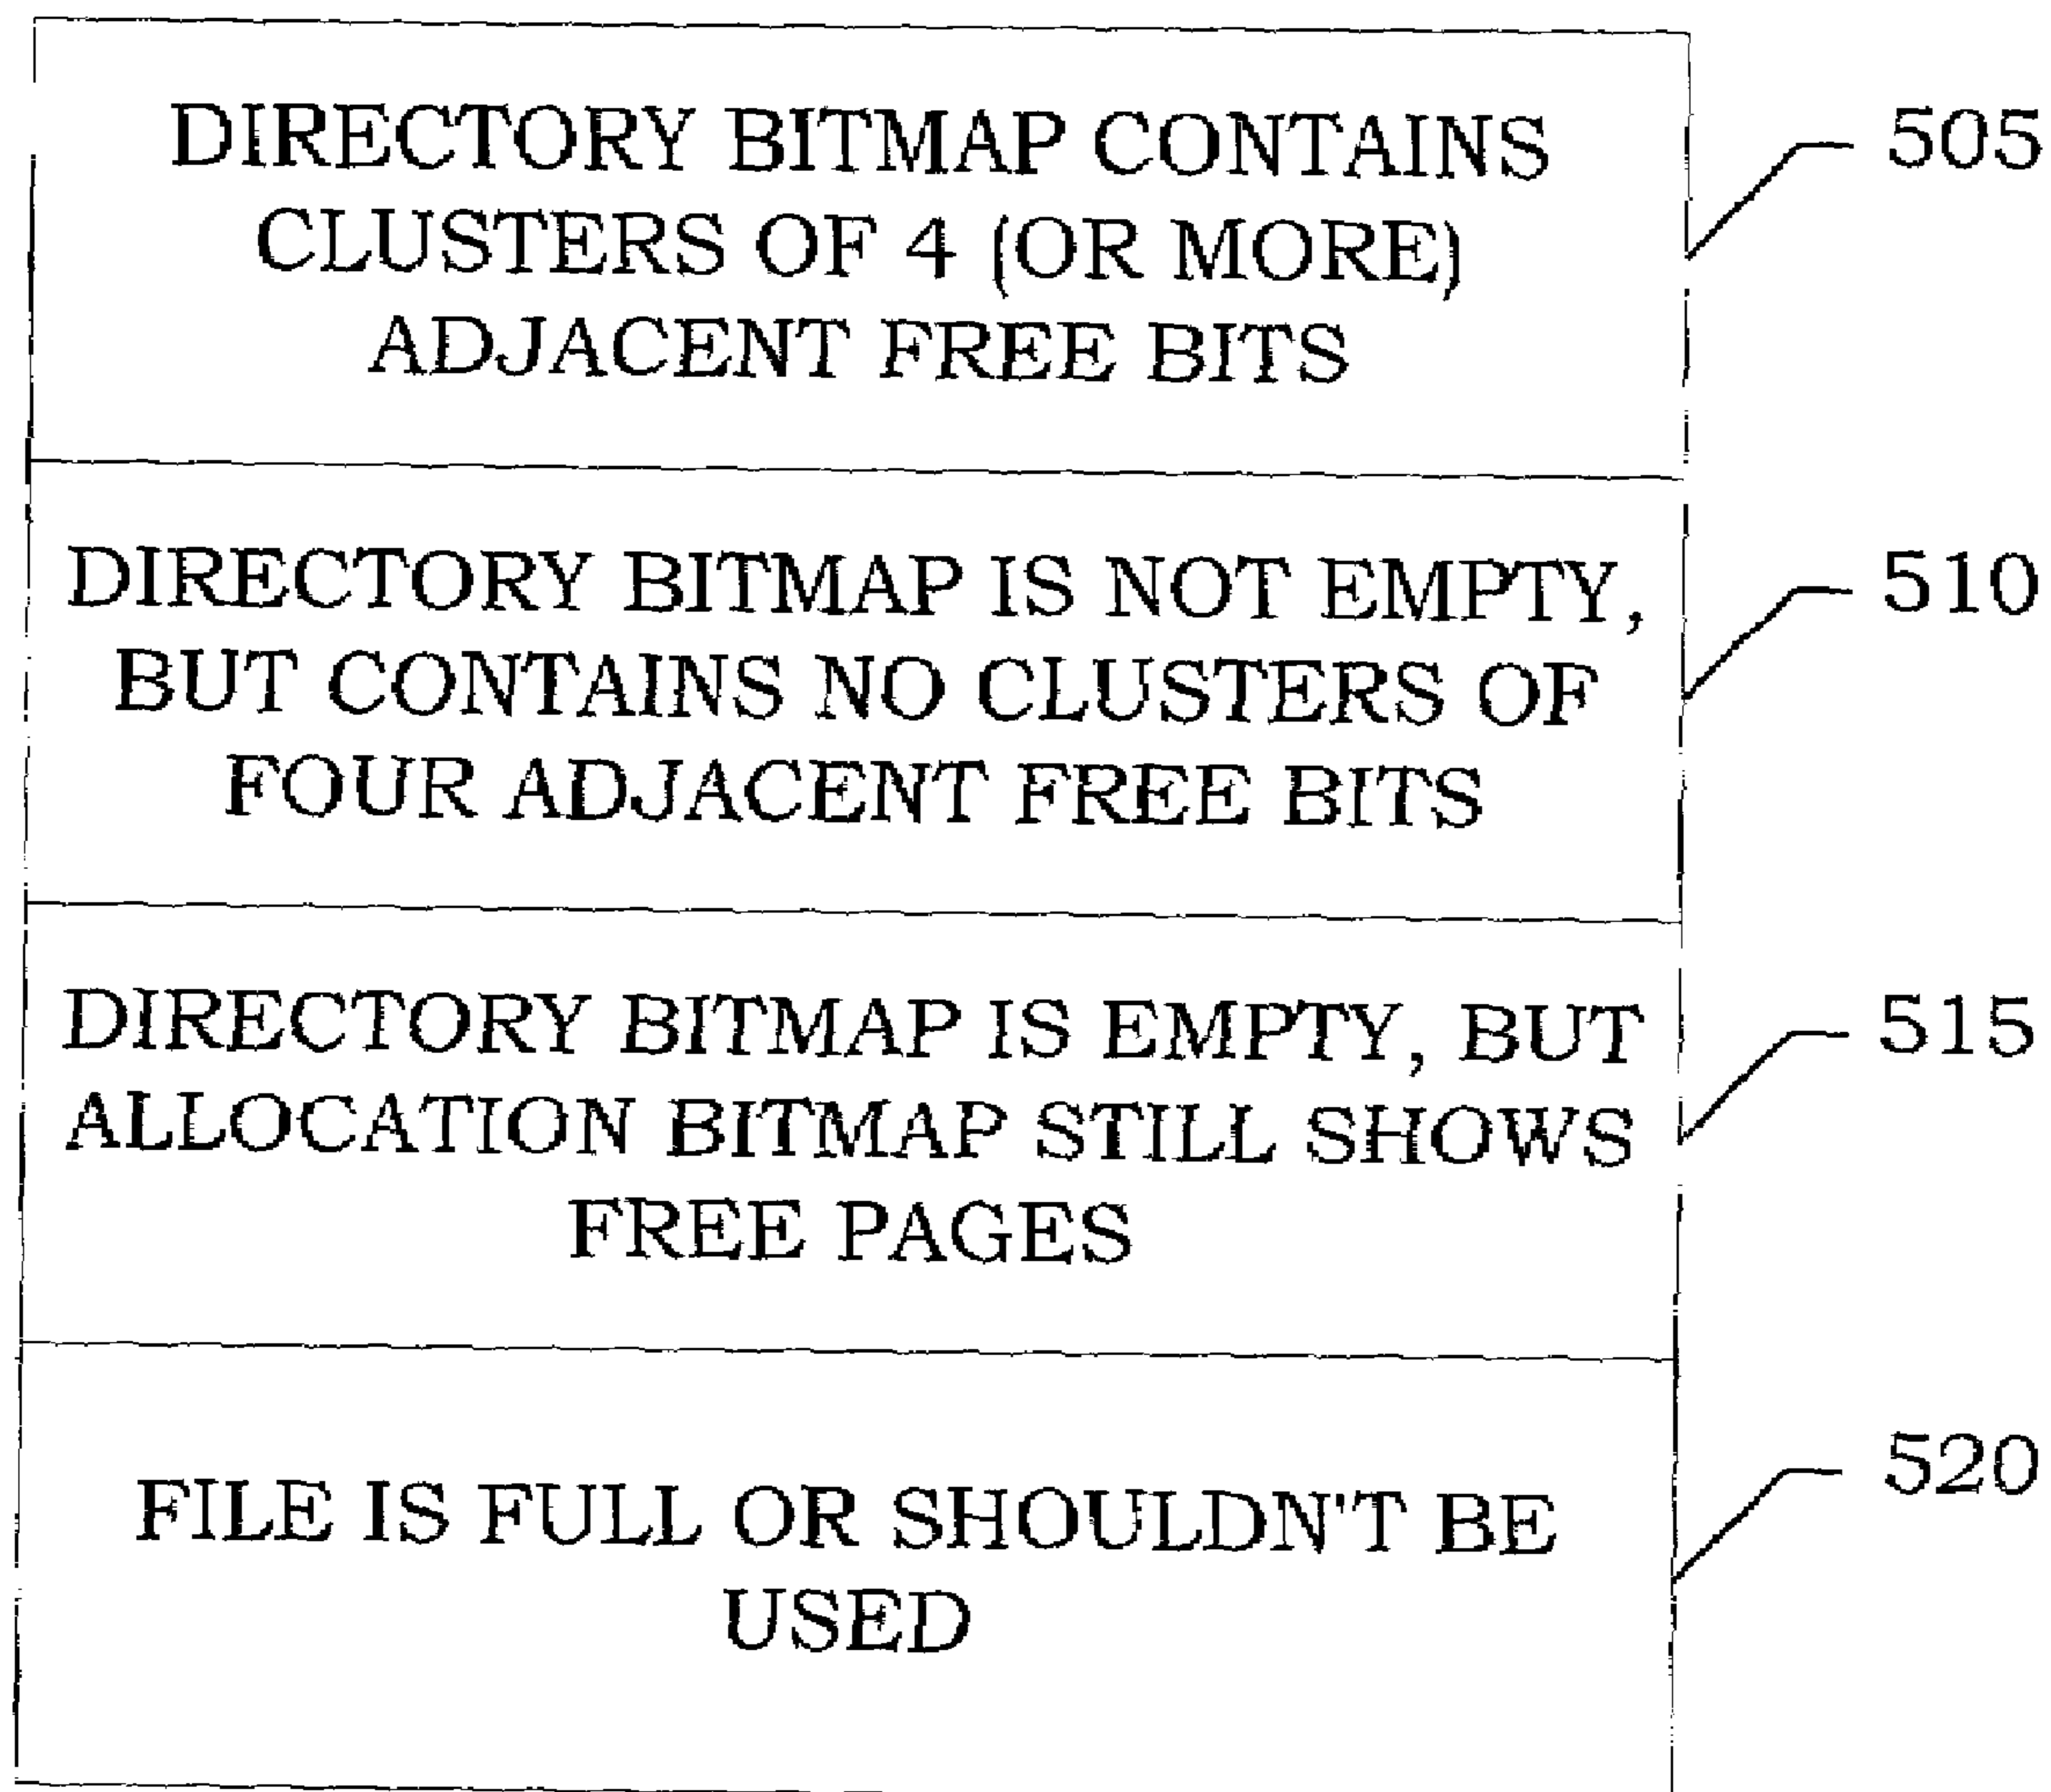 DIRECTORY BITMAP CONTAINS
CLUSTERS OF 4 (OR MORE)
ADJACENT FREE BITS
505
DIRECTORY BITMAP IS NOT EMPTY,
BUT CONTAINS NO CLUSTERS OF
FOUR ADJACENT FREE BITS
510
DIRECTORY BITMAP IS EMPTY, BUT
ALLOCATION BITMAP STILL SHOWS
FREE PAGES
515
FILE IS FULL OR SHOULDN'T BE
USED
520